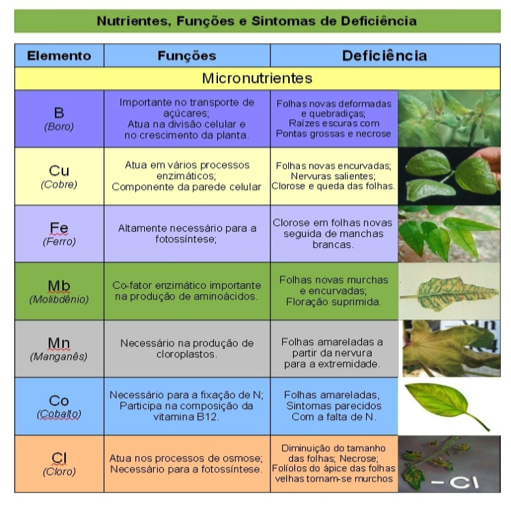 Nutrientes, Funções e Sintomas de Deficiência
Elemento Funções Deficiência
Micronutrientes
B
(Boro)
Importante no transporte de
açúcares;
Atua na divisão celular e
no crescimento da planta.
Folhas novas deformadas
e quebradiças;
Raízes escuras com
Pontas grossas e necrose
Cu
(Cobre)
Atua em vários processos
enzimáticos;
Componente da parede celular
Folhas novas encurvadas;
Nervuras salientes;
Clorose e queda das folhas.
Fe
(Ferro)
Altamente necessário para a
fotossíntese;
Clorose em folhas novas
seguida de manchas
brancas.
Mb
(Molibdênio)
Co-fator enzimático importante
na produção de aminoácidos.
Folhas novas murchas
e encurvadas;
Floração suprimida.
Mn
(Manganês)
Necessário na produção de
cloroplastos.
Folhas amareladas a
partir da nervura
para a extremidade.
Co
(Cobalto)
Necessário para a fixação de N;
Participa na composição da
vitamina B12.
Folhas amareladas,
Sintomas parecidos
Com a falta de N.
Cl
(Cloro)
Atua nos processos de osmose;
Necessário para a fotossíntese.
Diminuição do tamanho
das folhas; Necrose;
Folíolos do ápice das folhas
velhas tornam-se murchos
- Cl